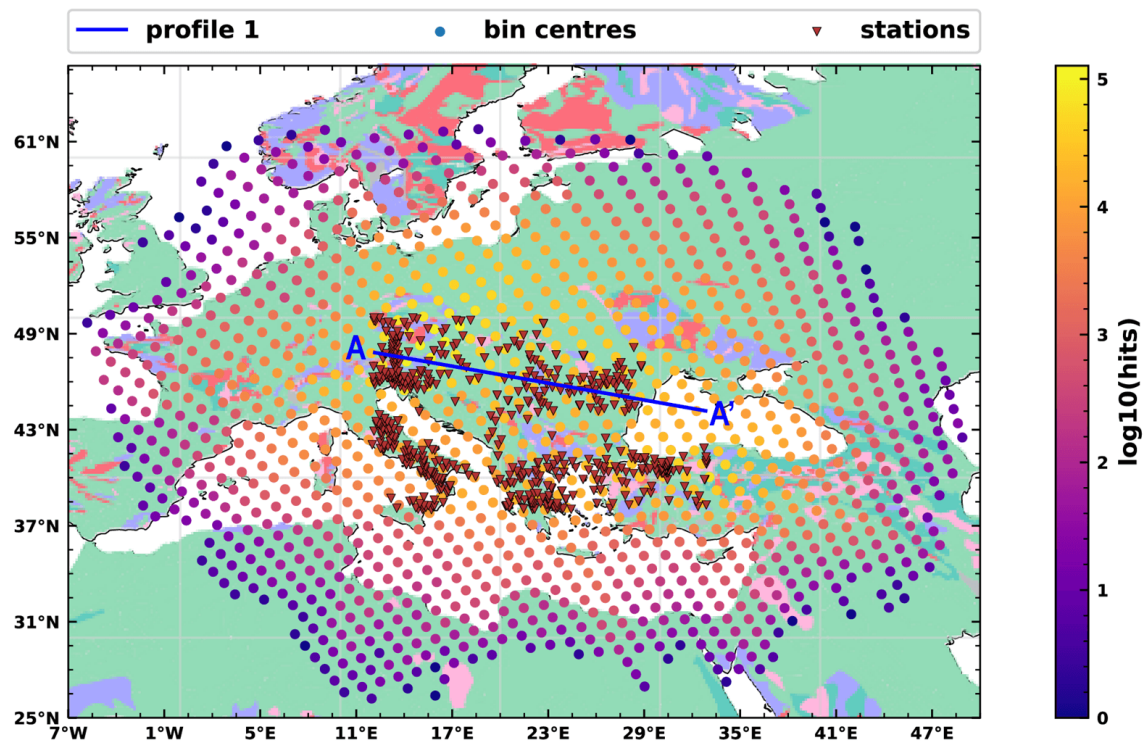 profile 1 bin centres stations
61°N
55°N
49°N
43°N
37°N
31°N
25°N
A
A'
7°W 1°W 5°E 11°E 17°E 23°E 29°E 35°E 41°E 47°E
5
4
3
2
1
0
log10(hits)